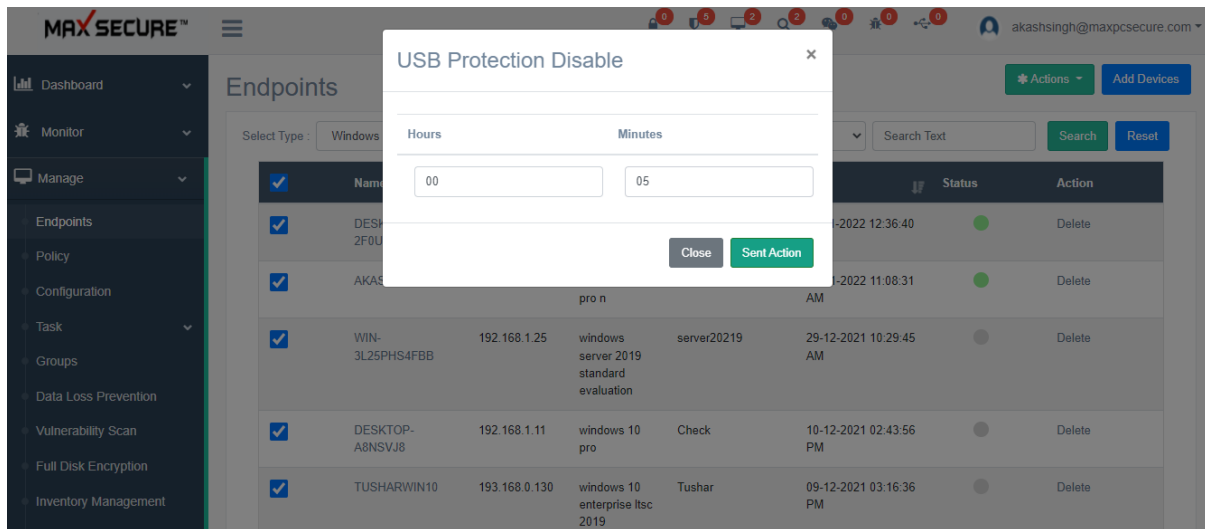 MAX SECURE™
0 5 2 2 0 0 0
akashsingh@maxpcsecure.com
USB Protection Disable
×
Hours Minutes
00 05
Close Sent Action
Dashboard
Monitor
Manage
Endpoints
Policy
Configuration
Task
Groups
Data Loss Prevention
Vulnerability Scan
Full Disk Encryption
Inventory Management
Endpoints
Actions Add Devices
Select Type : Windows Search Text Search Reset
Status Action
-2022 12:36:40 Delete
-2022 11:08:31
pro n AM Delete
WIN- 192.168.1.25 windows server20219 29-12-2021 10:29:45 Delete
3L25PHS4FBB server 2019 AM
standard
evaluation
DESKTOP- 192.168.1.11 windows 10 Check 10-12-2021 02:43:56 Delete
A8NSVJ8 pro PM
TUSHARWIN10 193.168.0.130 windows 10 Tushar 09-12-2021 03:16:36 Delete
enterprise ltsc PM
2019